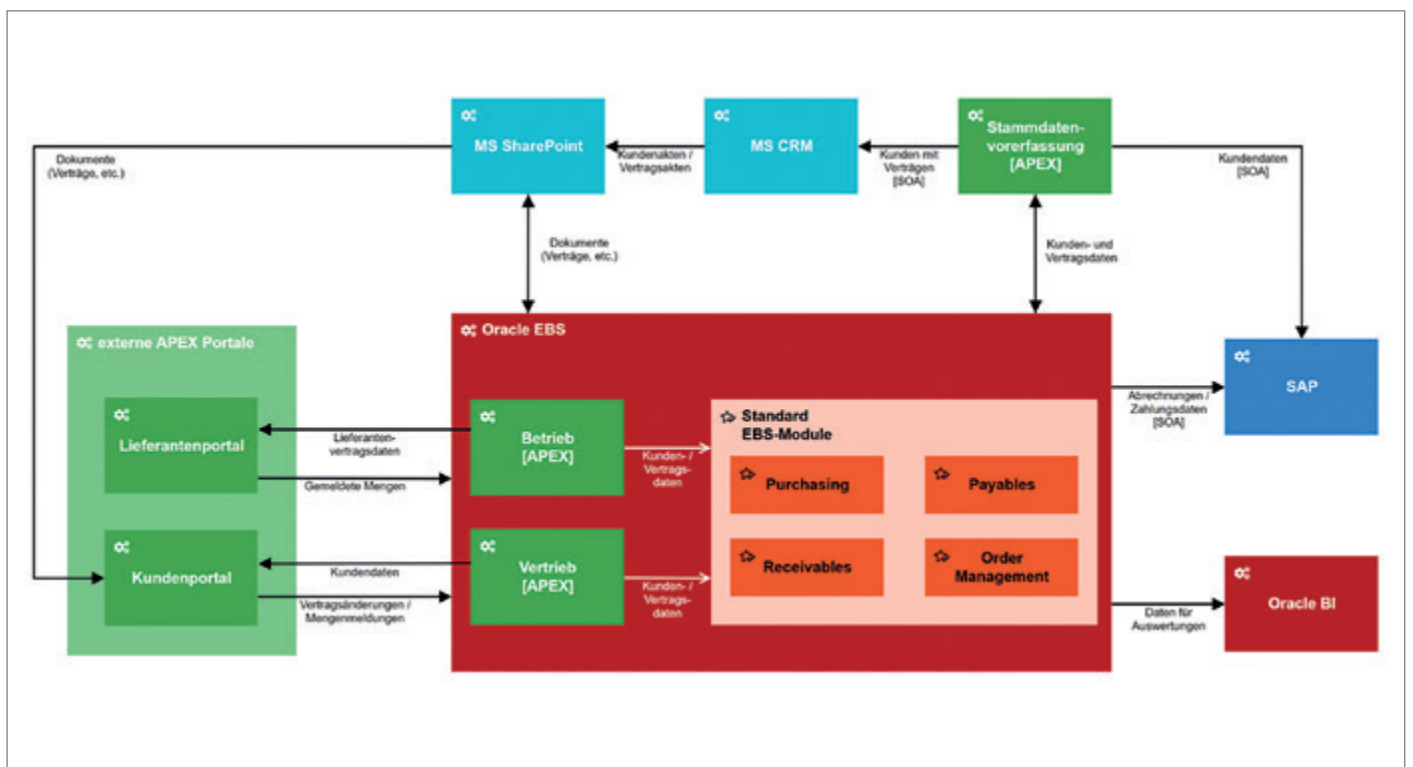 MS SharePoint
MS CRM
Stammdaten-
vorerfassung
[APEX]
Dokumente
(Verträge, etc.)
Kundenakten /
Vertragsakten
Kunden mit
Verträgen
[SOA]
Kundendaten
[SOA]
Dokumente
(Verträge, etc.)
Kunden- und
Vertragsdaten
externe APEX Portale
Oracle EBS
SAP
Abrechnungen /
Zahlungsdaten
[SOA]
Lieferantenportal
Lieferanten-
vertragsdaten
Gemeldete Mengen
Betrieb
[APEX]
Kunden- /
Vertrags-
daten
Standard
EBS-Module
Purchasing
Payables
Kundenportal
Kundendaten
Vertragsänderungen /
Mengenmeldungen
Vertrieb
[APEX]
Kunden- /
Vertrags-
daten
Receivables
Order
Management
Daten für
Auswertungen
Oracle BI